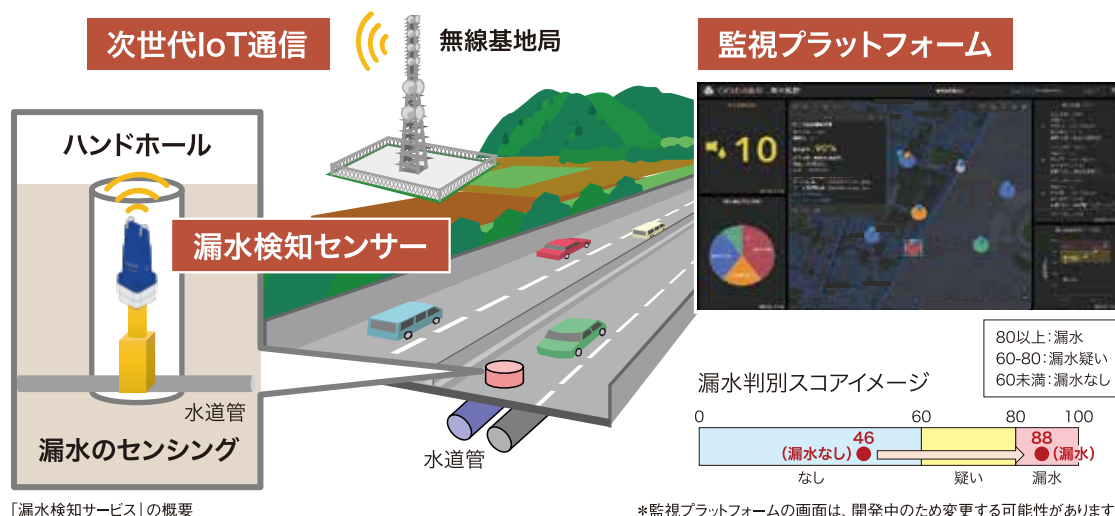 次世代IoT通信
無線基地局
監視プラットフォーム
ハンドホール
漏水検知センサー
水道管
漏水のセンシング
水道管
10
90%
80以上:漏水
60-80:漏水疑い
60未満:漏水なし
漏水判別スコアイメージ
0 60 80 100
46 88
(漏水なし) (漏水)
なし 疑い 漏水
「漏水検知サービス」の概要
*監視プラットフォームの画面は、開発中のため変更する可能性があります